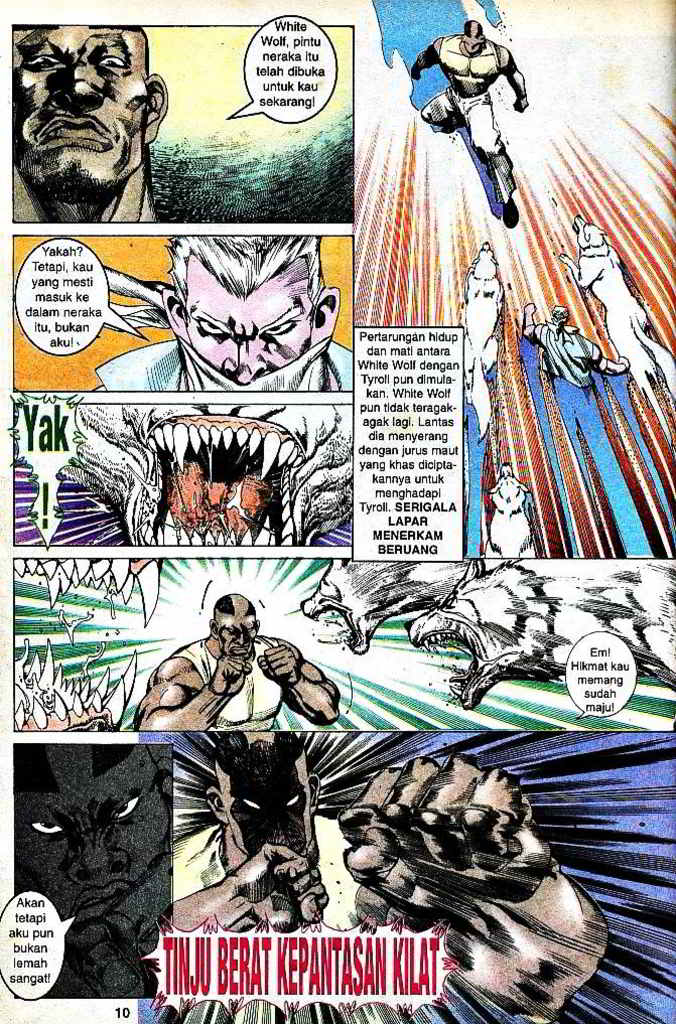 White
Wolf, pintu
neraka itu
telah dibuka
untuk kau
sekarang!
Yakah?
Tetapi, kau
yang mesti
masuk ke
dalam neraka
itu, bukan
aku!
Pertarungan hidup
dan mati antara
White Wolf dengan
Tyroll pun dimula-
kan. White Wolf
pun tidak teragak-
agak lagi. Lantas
dia menyerang
dengan jurus maut
yang khas dicipta-
kannya untuk
menghadapi
Tyroll. SERIGALA
LAPAR
MENERKAM
BERUANG
Yak
!
Em!
Hikmat kau
memang
sudah
maju!
Akan
tetapi
aku pun
bukan
lemah
sangat!
TINJU BERAT KEPANTASAN KILAT
10